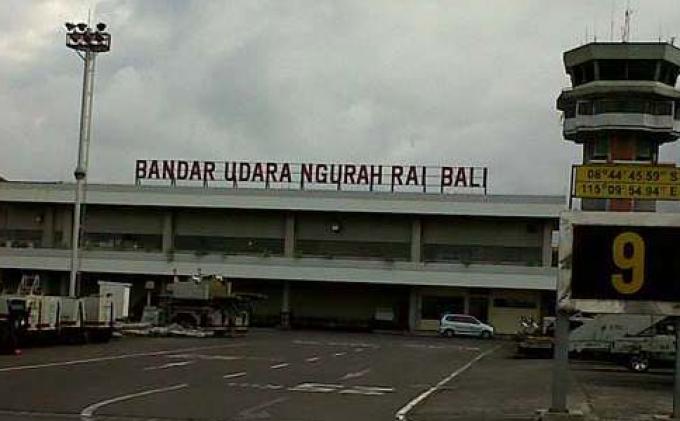 BANDAR UDARA NGURAH RAI BALI
08°44'45.59"S
115°09'54.94"E
9